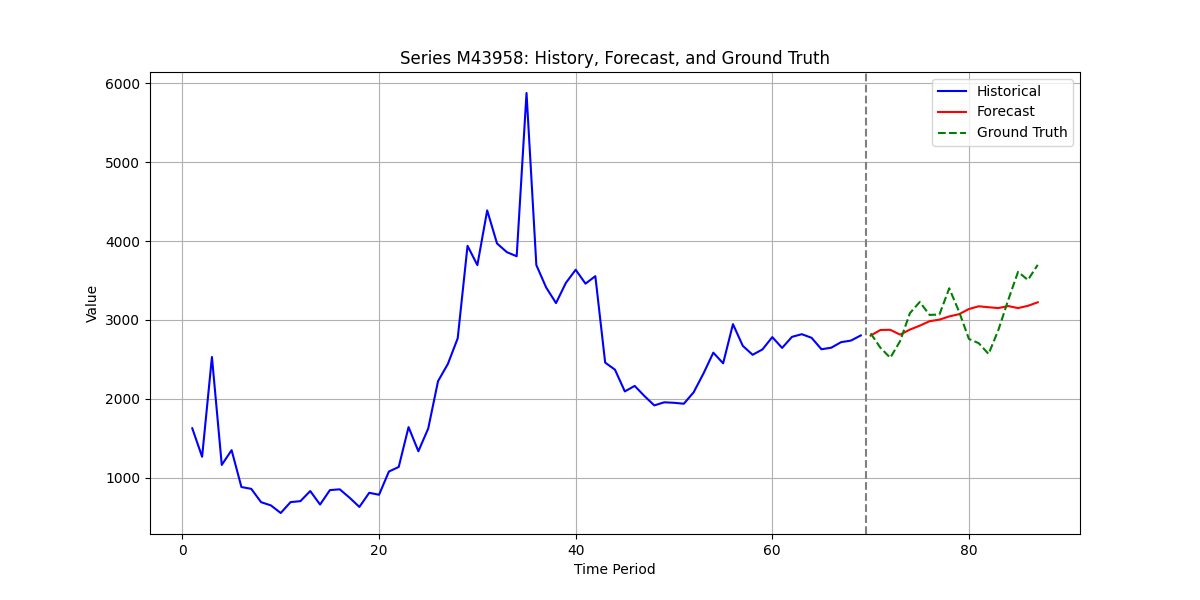 Series M43958: History, Forecast, and Ground Truth
Historical
Forecast
Ground Truth
Value
6000
5000
4000
3000
2000
1000
0
20
40
60
80
Time Period